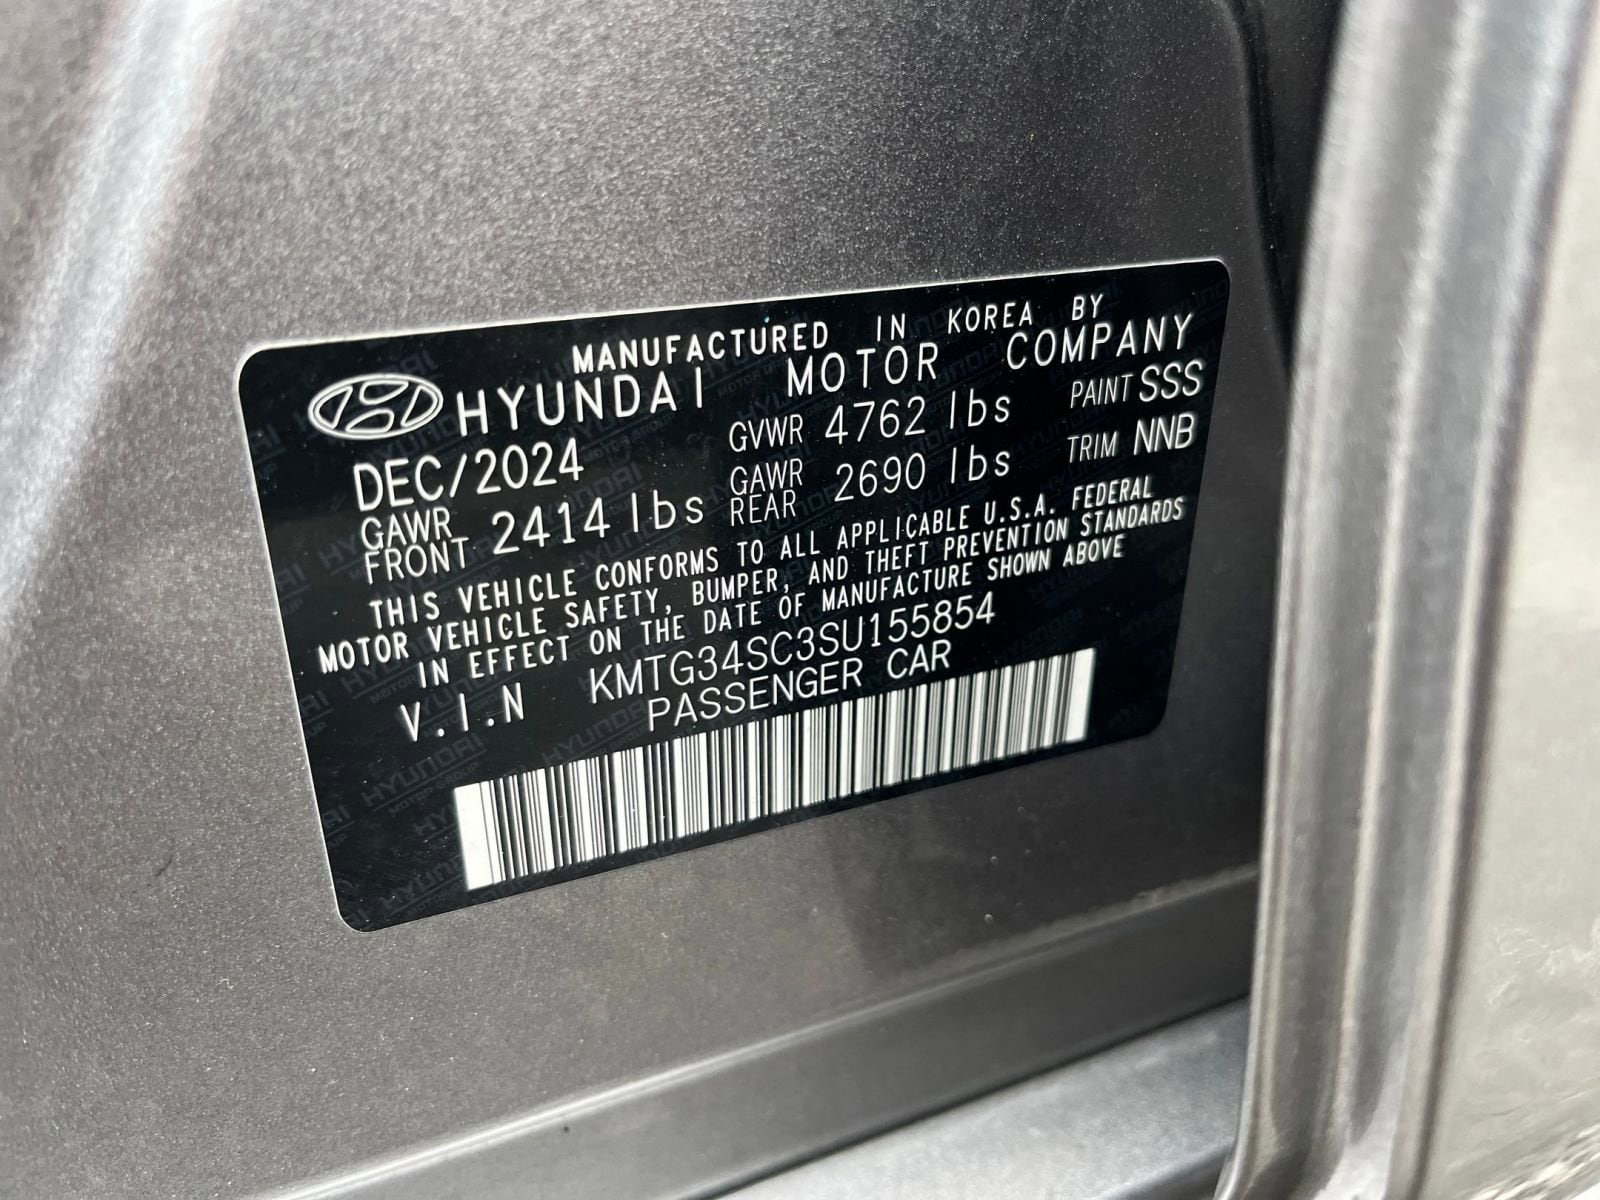 MANUFACTURED IN KOREA BY
HYUNDAI MOTOR COMPANY
DEC/2024 GVWR 4762 lbs PAINT SSS
GAWR FRONT 2414 lbs GAWR REAR 2690 lbs TRIM NNB
THIS VEHICLE CONFORMS TO ALL APPLICABLE U.S.A. FEDERAL
MOTOR VEHICLE SAFETY, BUMPER, AND THEFT PREVENTION STANDARDS
IN EFFECT ON THE DATE OF MANUFACTURE SHOWN ABOVE
V.I.N KMTG34SC3SU155854
PASSENGER CAR